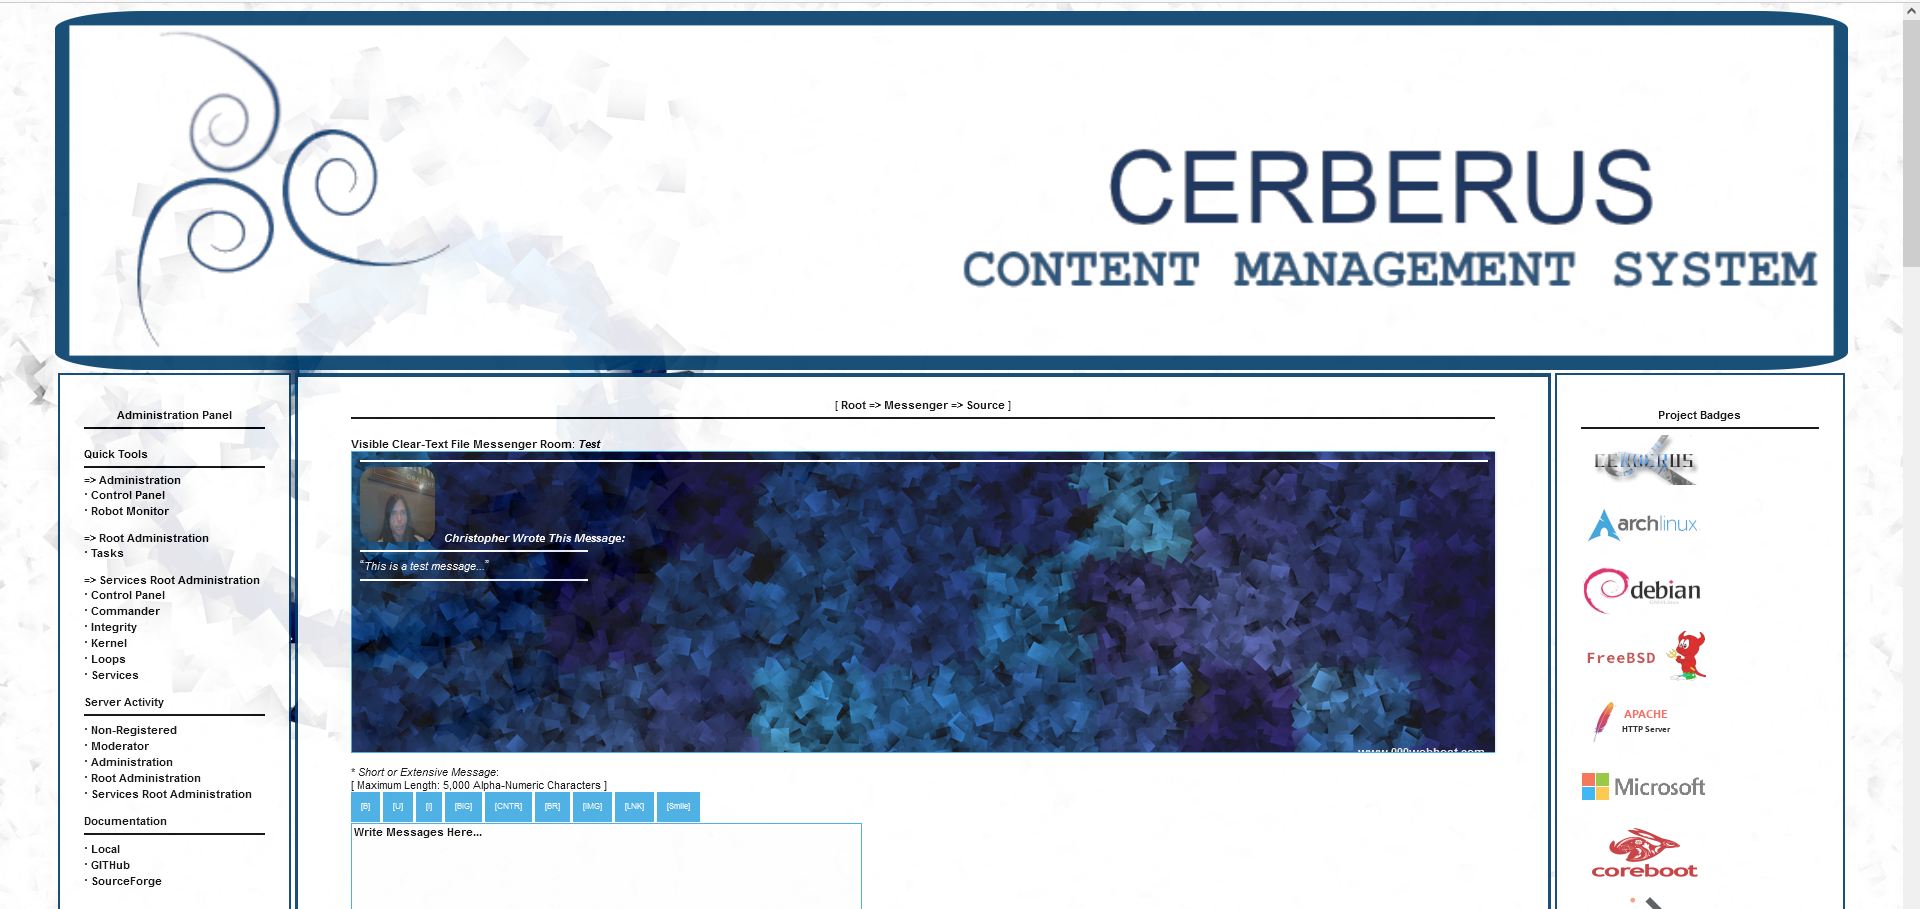 CERBERUS
CONTENT MANAGEMENT SYSTEM
Administration Panel
Quick Tools
=> Administration
· Control Panel
· Robot Monitor
=> Root Administration
· Tasks
=> Services Root Administration
· Control Panel
· Commander
· Integrity
· Kernel
· Loops
· Services
Server Activity
· Non-Registered
· Moderator
· Administration
· Root Administration
· Services Root Administration
Documentation
· Local
· GITHub
· SourceForge
[ Root => Messenger => Source ]
Visible Clear-Text File Messenger Room: Test
Christopher Wrote This Message:
“This is a test message...”
www.000webhost.com
* Short or Extensive Message:
[ Maximum Length: 5,000 Alpha-Numeric Characters ]
[B] [U] [I] [BIG] [CNTR] [BR] [IMG] [LNK] [Smile]
Write Messages Here...
Project Badges
CERBERUS
archlinux
debian
FreeBSD
APACHE
HTTP Server
Microsoft
coreboot